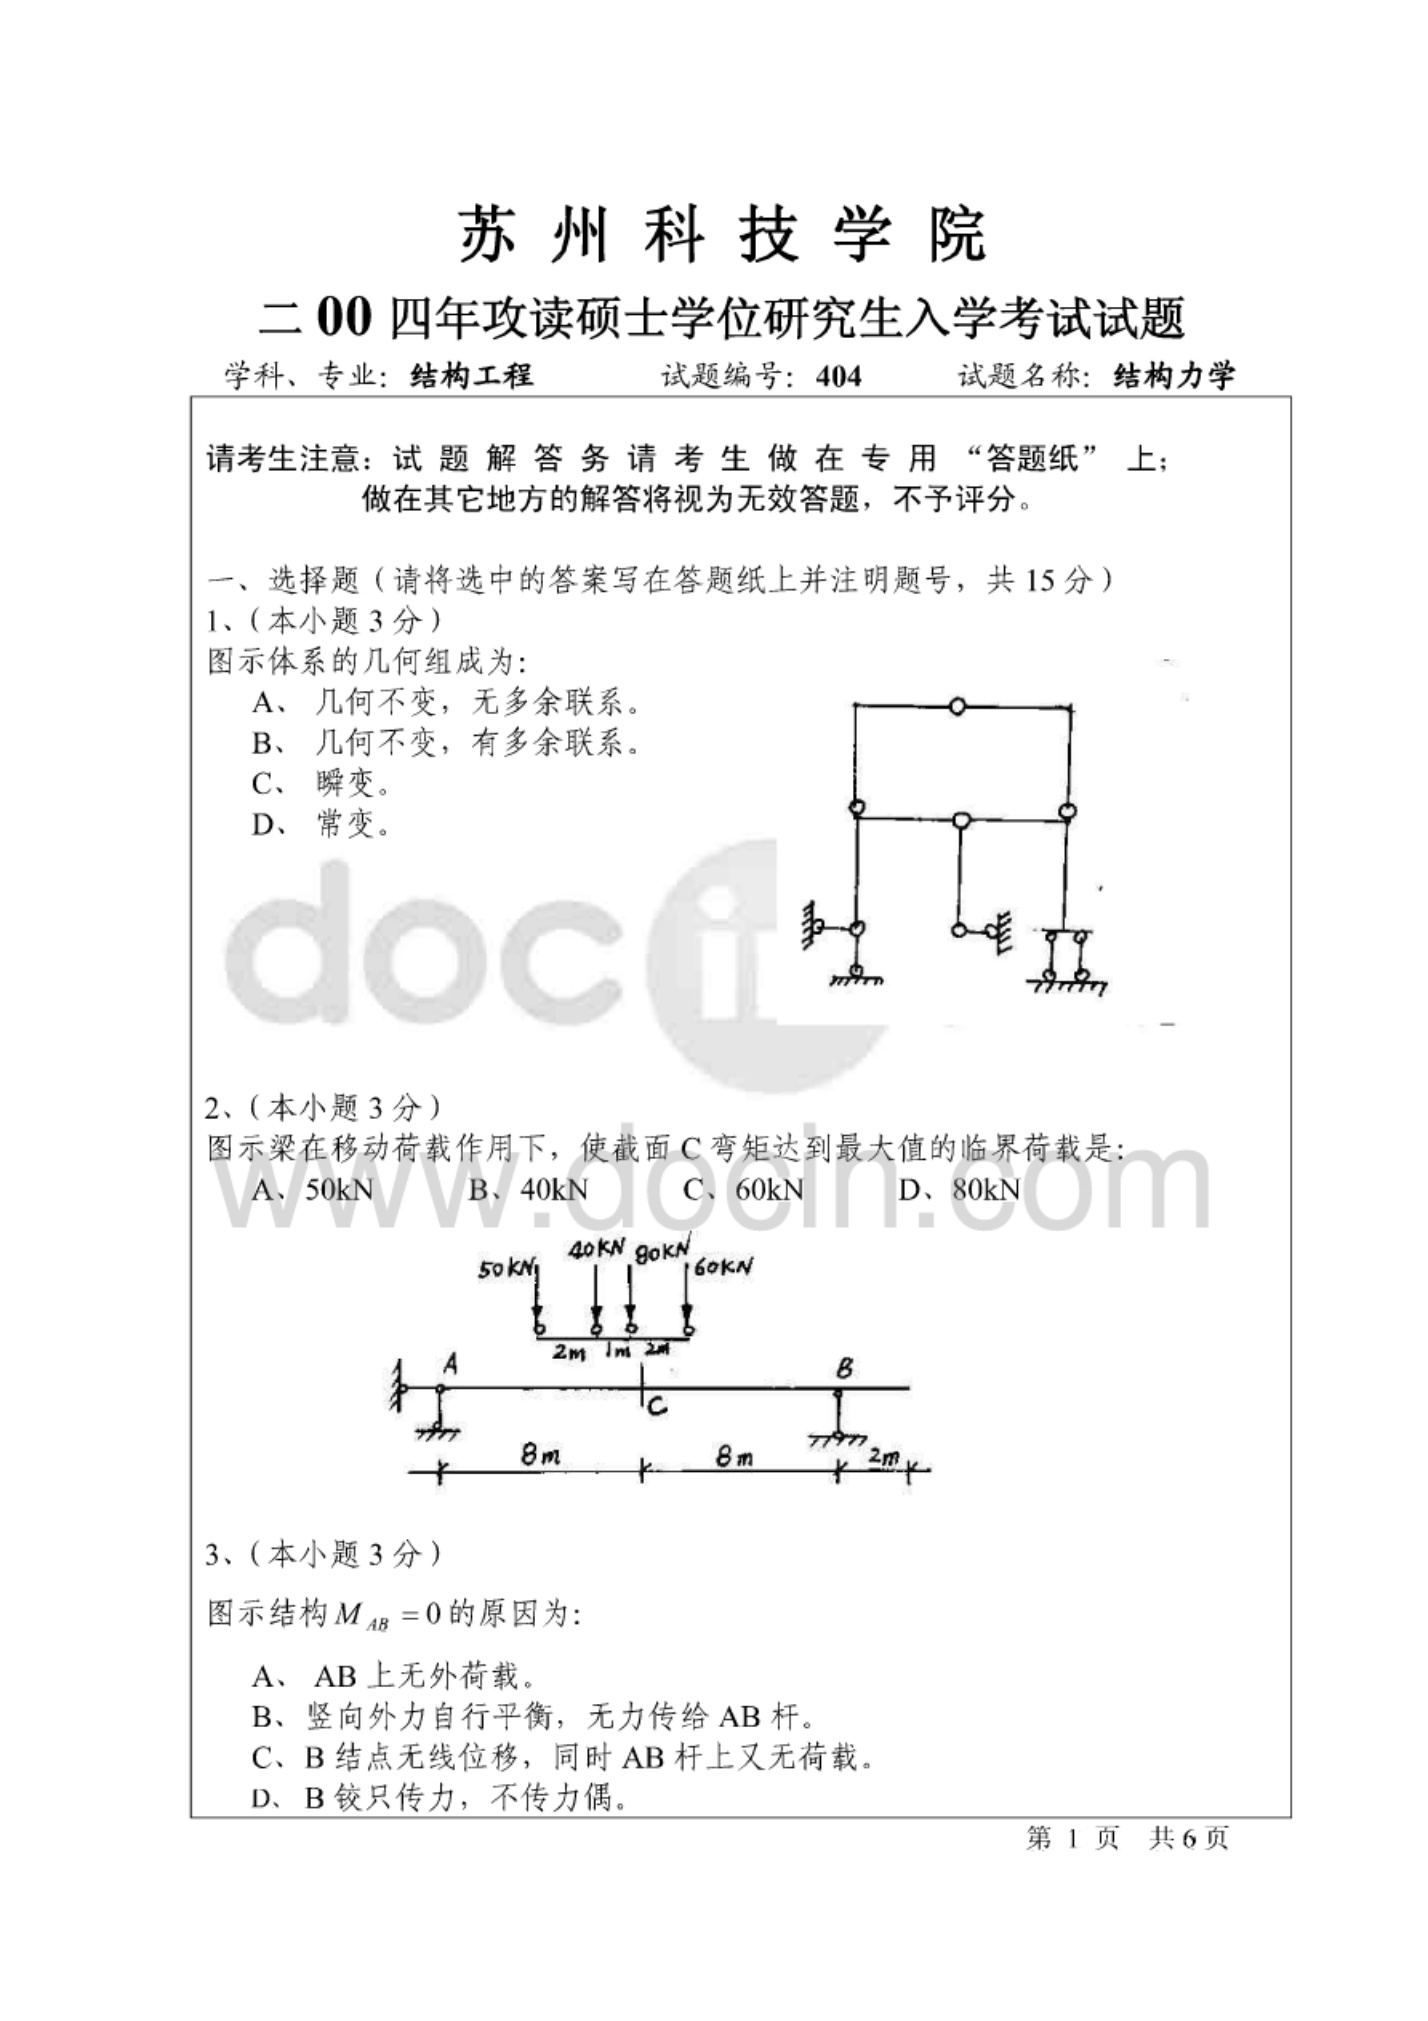 苏州科技学院
二00四年攻读硕士学位研究生入学考试试题
学科、专业：结构工程 试题编号：404 试题名称：结构力学
请考生注意：试题解答务请考生做在专用“答题纸”上；
做在其它地方的解答将视为无效答题，不予评分。
一、选择题（请将选中的答案写在答题纸上并注明题号，共15分）
1、（本小题3分）
图示体系的几何组成为：
A、 几何不变，无多余联系。
B、 几何不变，有多余联系。
C、 瞬变。
D、 常变。
docin
2、（本小题3分）
图示梁在移动荷载作用下，使截面C弯矩达到最大值的临界荷载是：
www.docin.com
A、50kN B、40kN C、60kN D、80kN
50KN 40KN 80KN 60KN
2m 1m 2m
A B
C
8m 8m 2m
3、（本小题3分）
图示结构M_AB = 0的原因为：
A、 AB上无外荷载。
B、竖向外力自行平衡，无力传给AB杆。
C、B结点无线位移，同时AB杆上又无荷载。
D、B铰只传力，不传力偶。
第 1 页 共6页